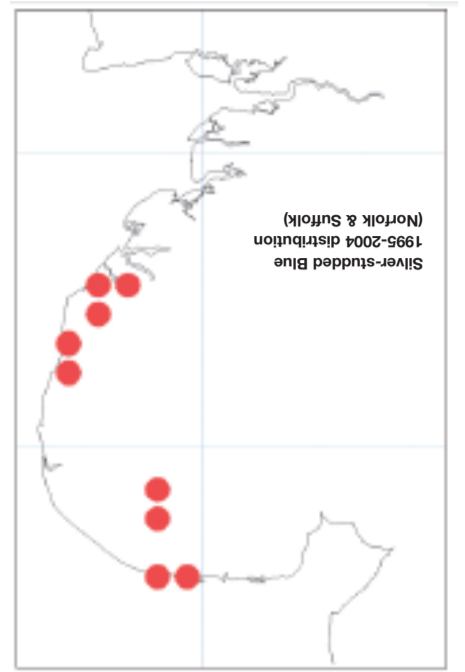 Silver-studded Blue
1995-2004 distribution
(Norfolk & Suffolk)